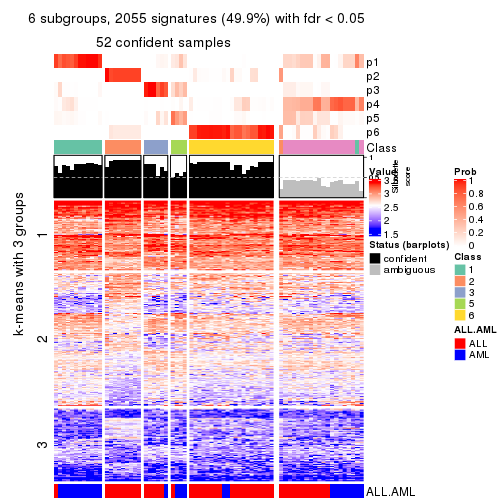 6 subgroups, 2055 signatures (49.9%) with fdr < 0.05
52 confident samples
p1
p2
p3
p4
p5
p6
Class
1
Value
3
2.5
2
1.5
score
Status (barplots)
confident
ambiguous
Prob
1
0.8
0.6
0.4
0.2
0
Class
1
2
3
5
6
ALL.AML
ALL
AML
k-means with 3 groups
1
2
3
ALL.AML